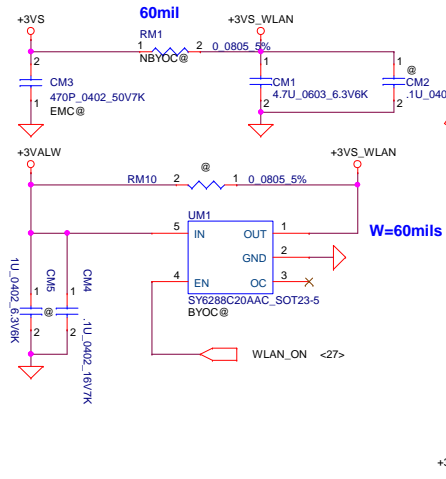 60mil
+3VS
+3VS_WLAN
RM1
1 2 0_0805_5%
NBYOC@
2
CM3
470P_0402_50V7K
1
EMC@
1
CM1
4.7U_0603_6.3V6K
2
@
1
CM2
.1U_040
2
+3VALW
+3VS_WLAN
@
RM10 2 1 0_0805_5%
UM1
5 IN OUT 1
W=60mils
GND 2
4 EN OC 3
SY6288C20AAC_SOT23-5
BYOC@
1
CM5
@
1U_0402_6.3V6K
2
1
CM4
.1U_0402_16V7K
2
WLAN_ON <27>